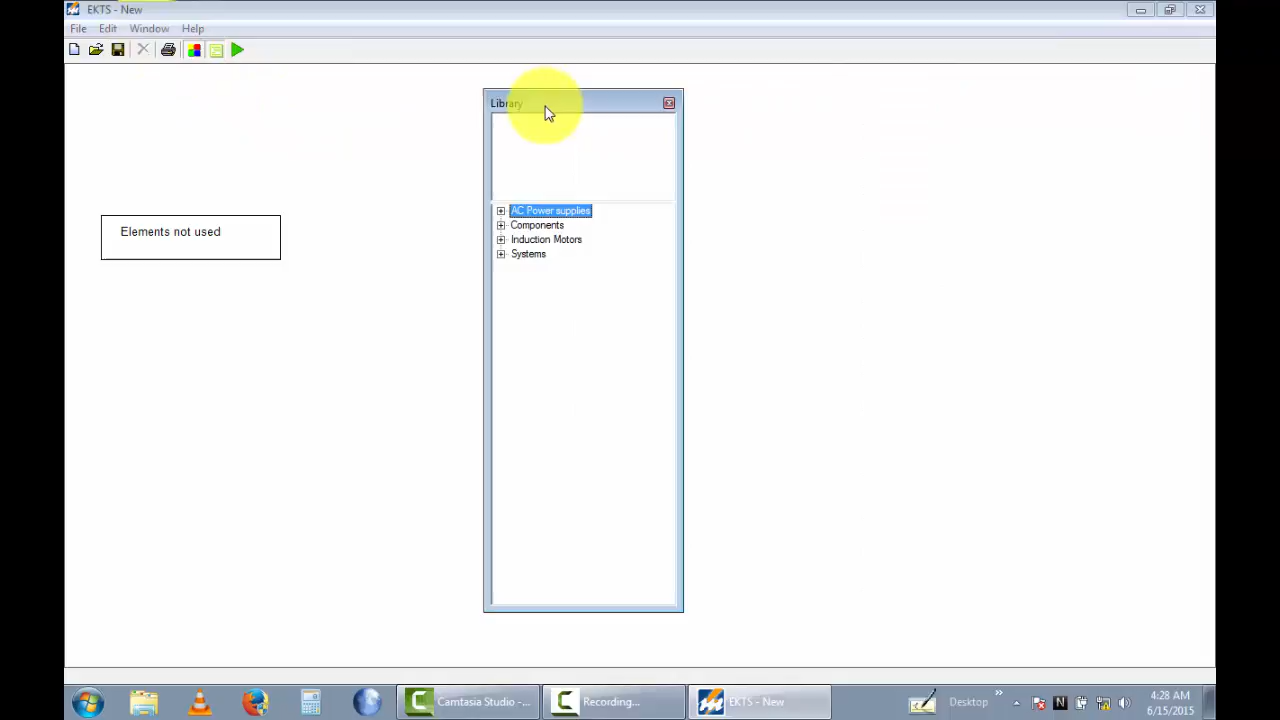 EKTS - New
File Edit Window Help
Library
AC Power supplies
Components
Induction Motors
Systems
Elements not used
Camtasia Studio -...
Recording...
EKTS - New
Desktop
»
N
4:28 AM
6/15/2015